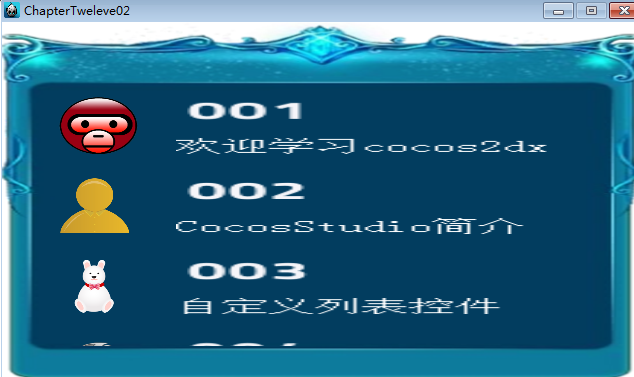 ChapterTweleve02
001
欢迎学习cocos2dx
002
CocosStudio简介
003
自定义列表控件